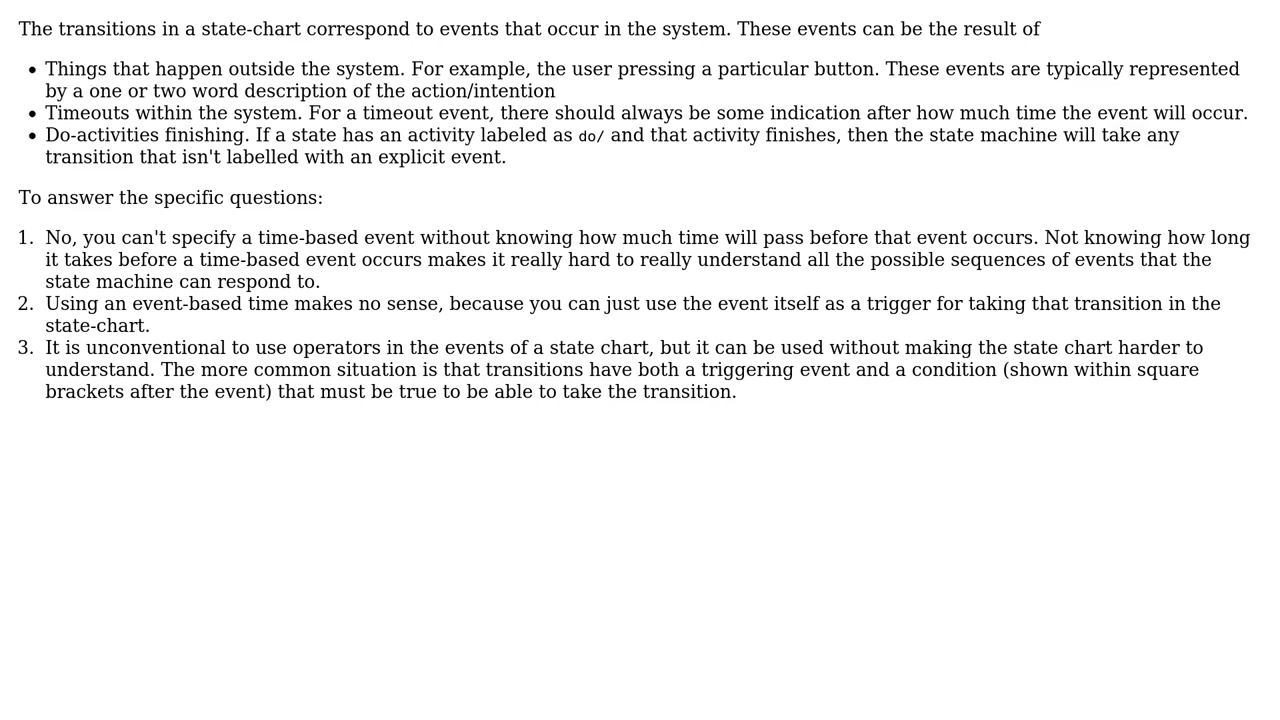 The transitions in a state-chart correspond to events that occur in the system. These events can be the result of
• Things that happen outside the system. For example, the user pressing a particular button. These events are typically represented
by a one or two word description of the action/intention
• Timeouts within the system. For a timeout event, there should always be some indication after how much time the event will occur.
• Do-activities finishing. If a state has an activity labeled as do/ and that activity finishes, then the state machine will take any
transition that isn't labelled with an explicit event.
To answer the specific questions:
1. No, you can't specify a time-based event without knowing how much time will pass before that event occurs. Not knowing how long
it takes before a time-based event occurs makes it really hard to really understand all the possible sequences of events that the
state machine can respond to.
2. Using an event-based time makes no sense, because you can just use the event itself as a trigger for taking that transition in the
state-chart.
3. It is unconventional to use operators in the events of a state chart, but it can be used without making the state chart harder to
understand. The more common situation is that transitions have both a triggering event and a condition (shown within square
brackets after the event) that must be true to be able to take the transition.